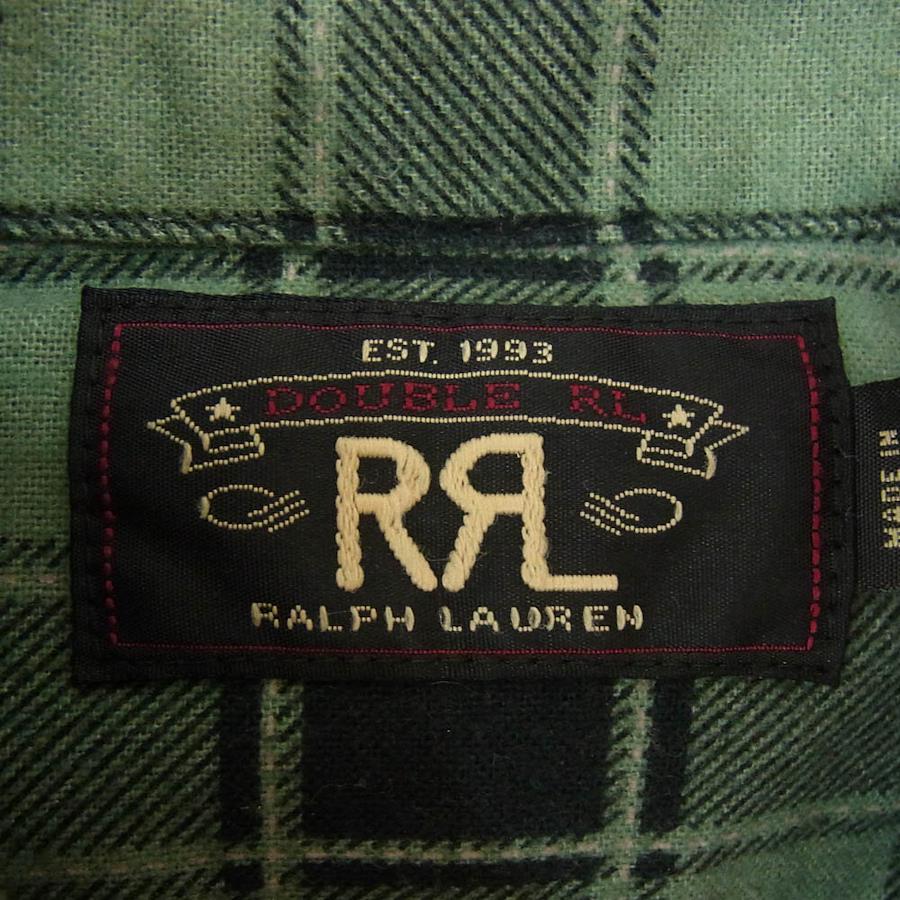 EST. 1993
DOUBLE RL
RRL
RALPH LAUREN
MADE IN